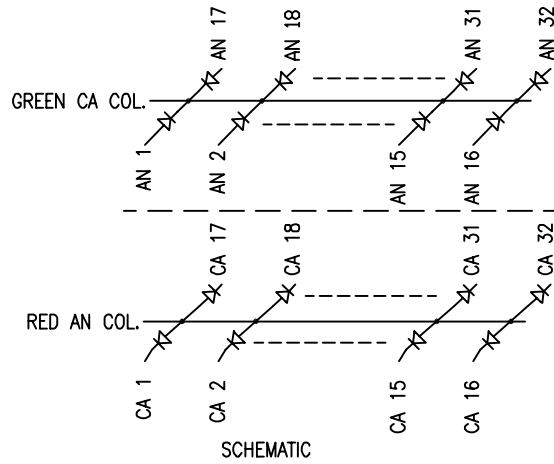 AN 17
AN 18
AN 31
AN 32
GREEN CA COL.
AN 1
AN 2
AN 15
AN 16
CA 17
CA 18
CA 31
CA 32
RED AN COL.
CA 1
CA 2
CA 15
CA 16
SCHEMATIC